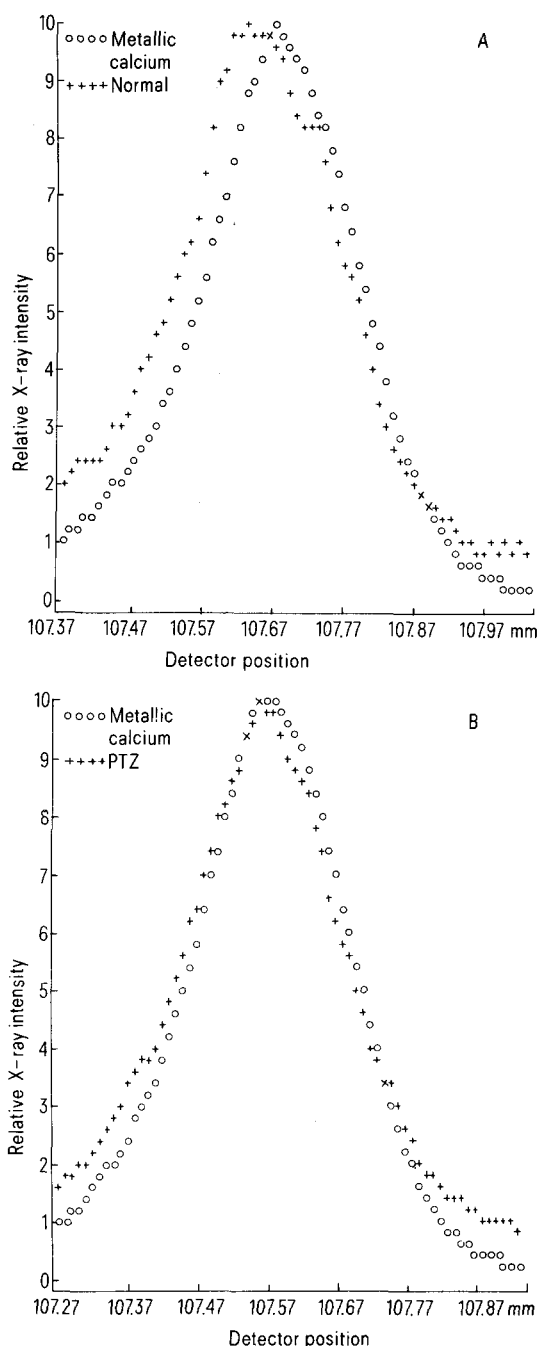 10
9
8
7
6
5
4
3
2
1
0
Relative X-ray intensity
○○○○ Metallic
calcium
++++ Normal
A
107.37 107.47 107.57 107.67 107.77 107.87 107.97 mm
Detector position
10
9
8
7
6
5
4
3
2
1
0
Relative X-ray intensity
○○○○ Metallic
calcium
++++ PTZ
B
107.27 107.37 107.47 107.57 107.67 107.77 107.87 mm
Detector position